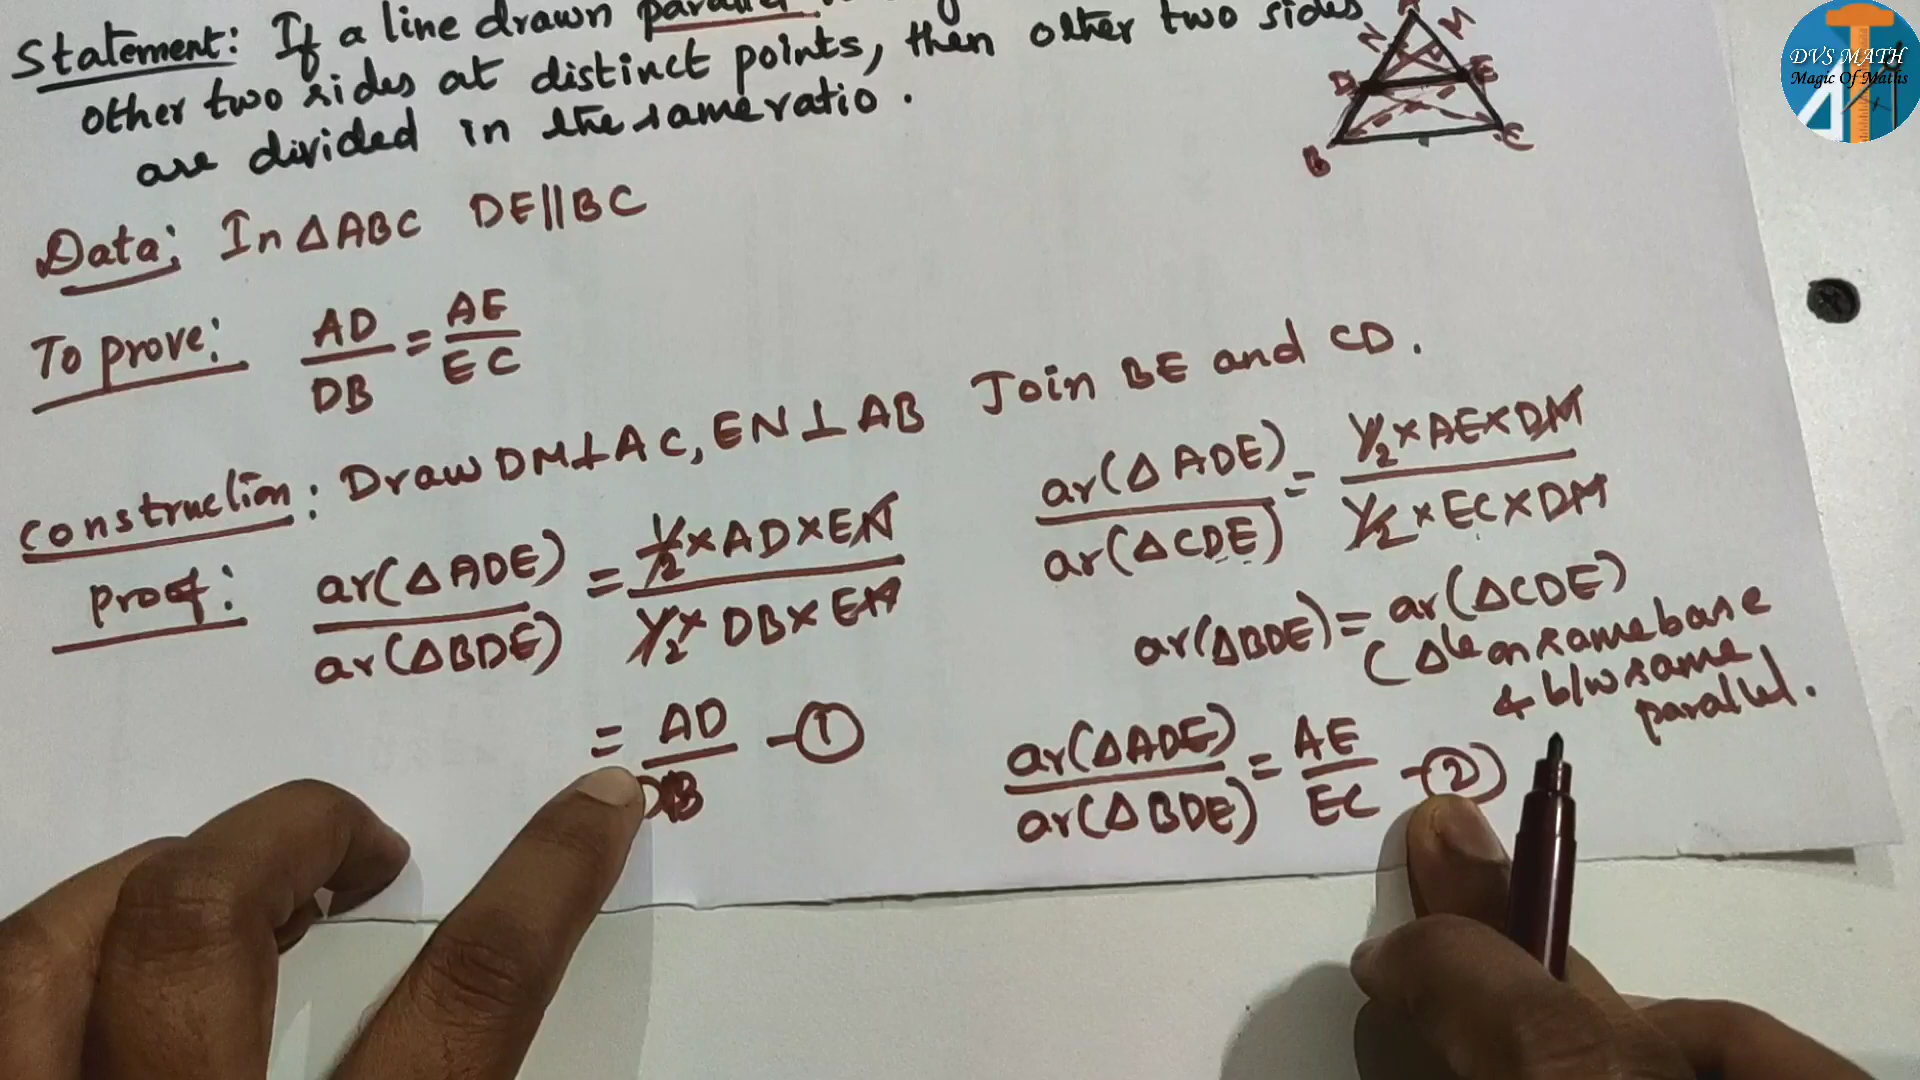 Statement: If a line drawn parallel
other two sides at distinct points, then other two sides
are divided in the same ratio.
Data: In △ABC DE||BC
To prove: AD/DB = AE/EC
Construction: Draw DM⊥AC, EN⊥AB Join BE and CD.
Proof: ar(△ADE)/ar(△BDE) = 1/2×AD×EN / 1/2×DB×EN
= AD/DB -①
ar(△ADE)/ar(△CDE) = 1/2×AE×DM / 1/2×EC×DM
ar(△BDE) = ar(△CDE)
(△le on same base
& b/w same
parallel.
ar(△ADE)/ar(△BDE) = AE/EC -②
A
N M
D E
B C
DVS MATH
Magic Of Maths